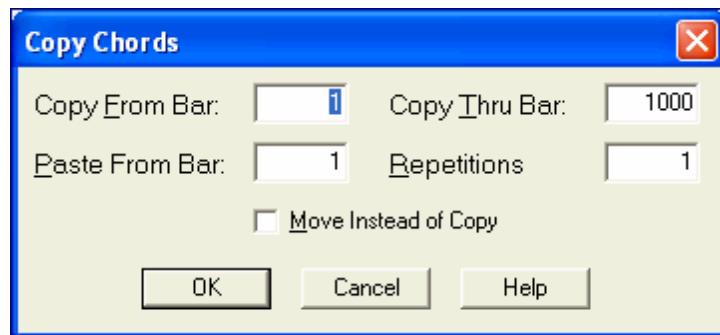 Copy Chords
Copy From Bar: 1 Copy Thru Bar: 1000
Paste From Bar: 1 Repetitions 1
Move Instead of Copy
OK Cancel Help